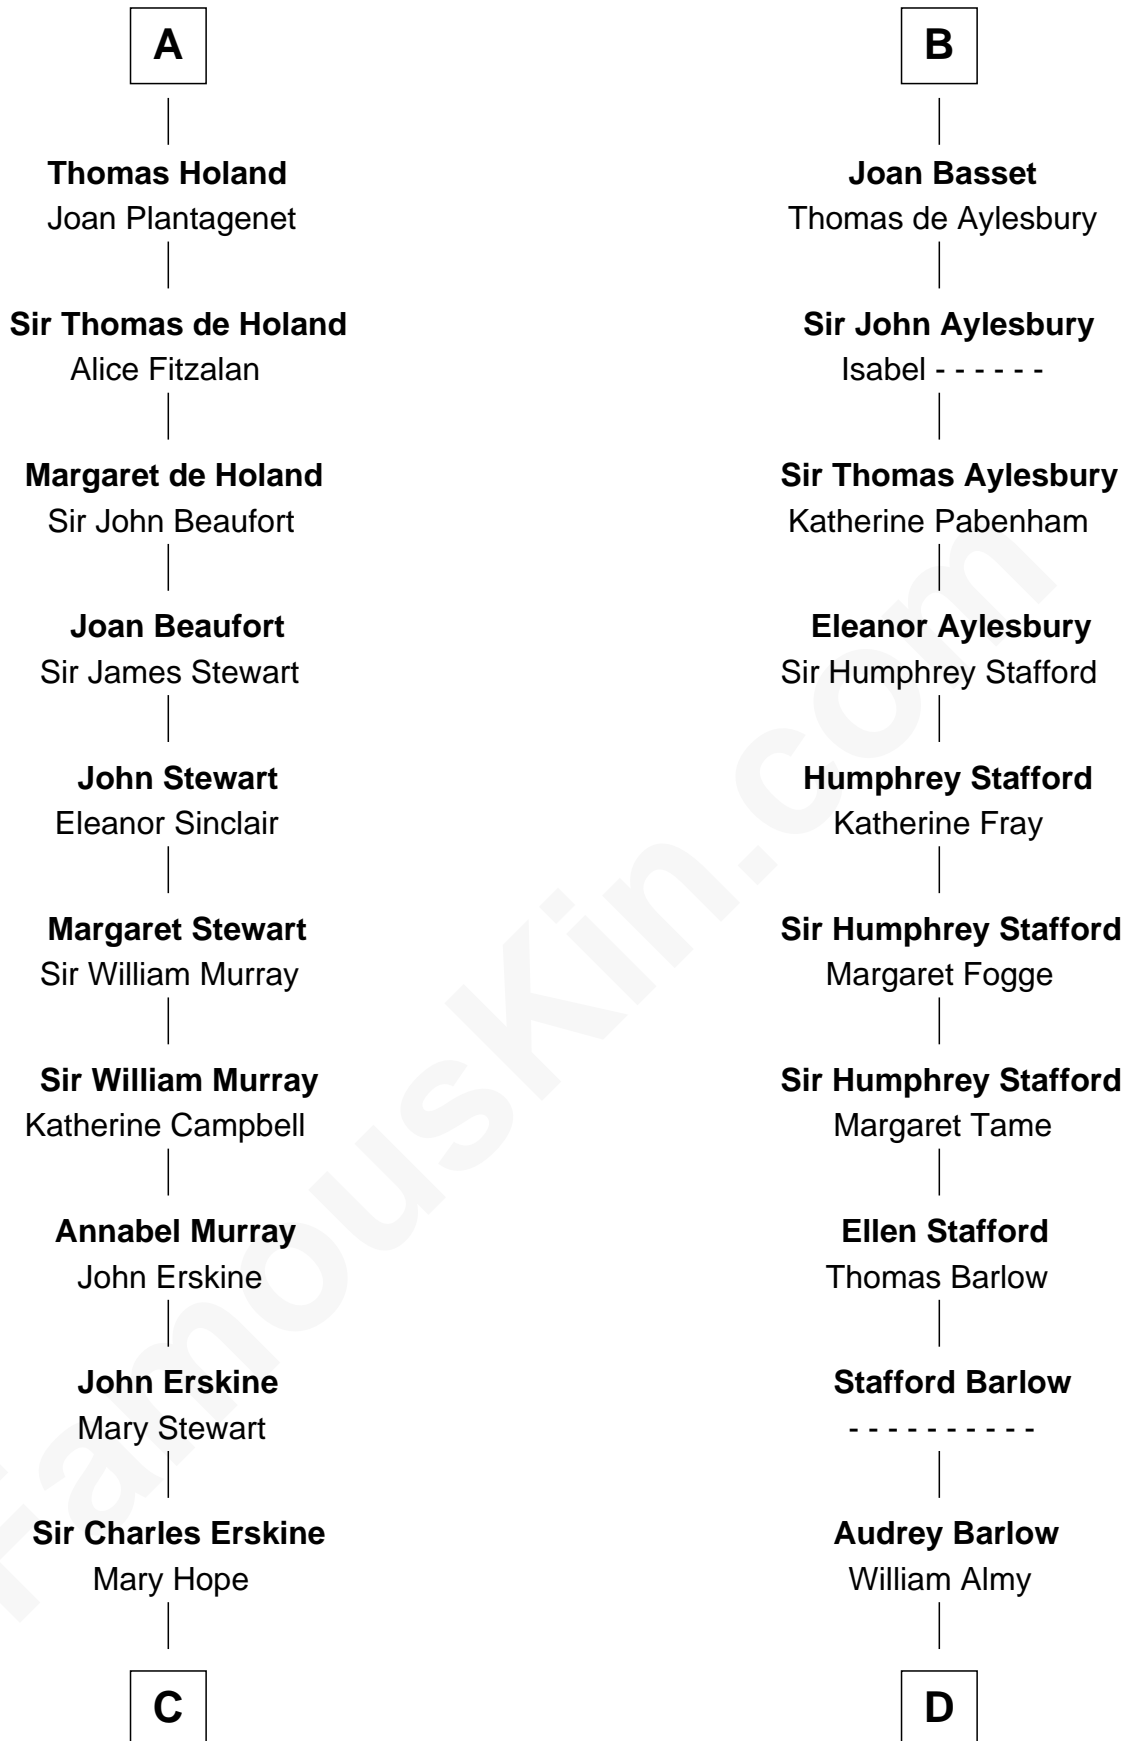 A
Thomas Holand
Joan Plantagenet
Sir Thomas de Holand
Alice Fitzalan
Margaret de Holand
Sir John Beaufort
Joan Beaufort
Sir James Stewart
John Stewart
Eleanor Sinclair
Margaret Stewart
Sir William Murray
Sir William Murray
Katherine Campbell
Annabel Murray
John Erskine
John Erskine
Mary Stewart
Sir Charles Erskine
Mary Hope
C
B
Joan Basset
Thomas de Aylesbury
Sir John Aylesbury
Isabel - - - - - -
Sir Thomas Aylesbury
Katherine Pabenham
Eleanor Aylesbury
Sir Humphrey Stafford
Humphrey Stafford
Katherine Fray
Sir Humphrey Stafford
Margaret Fogge
Sir Humphrey Stafford
Margaret Tame
Ellen Stafford
Thomas Barlow
Stafford Barlow
- - - - - - - - - -
Audrey Barlow
William Almy
D
FamousKin.com